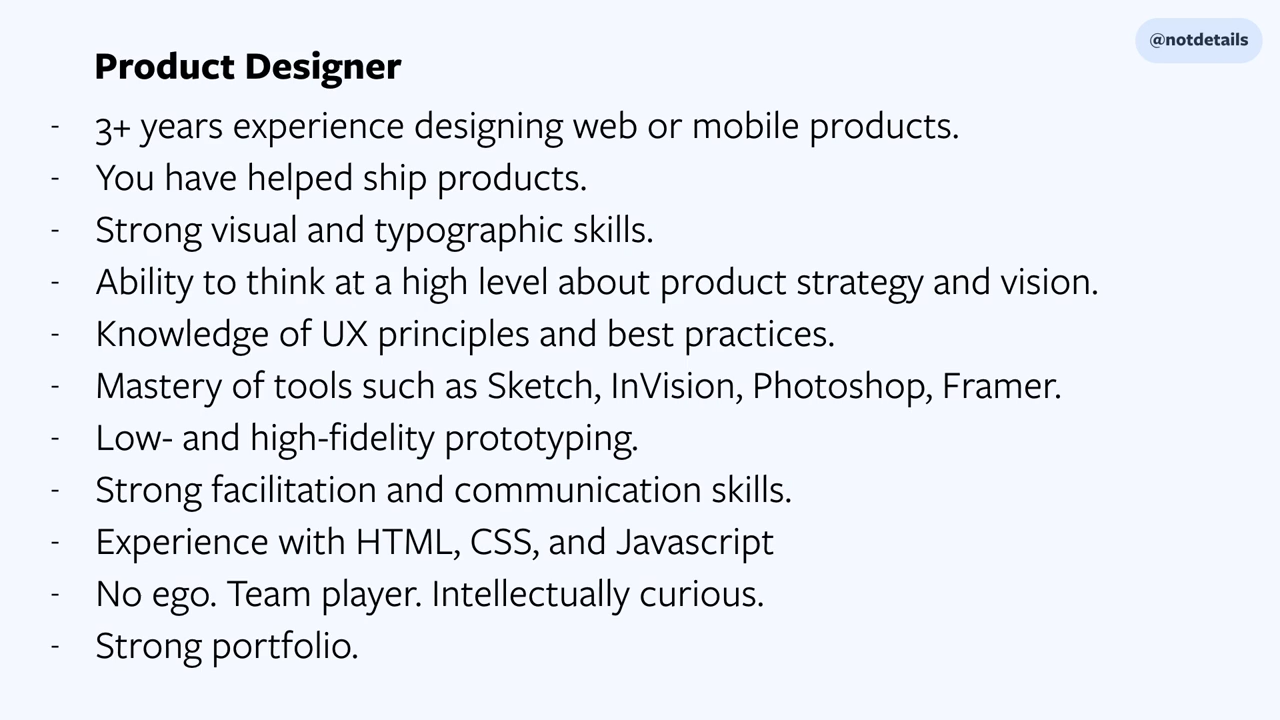 @notdetails
Product Designer
- 3+ years experience designing web or mobile products.
- You have helped ship products.
- Strong visual and typographic skills.
- Ability to think at a high level about product strategy and vision.
- Knowledge of UX principles and best practices.
- Mastery of tools such as Sketch, InVision, Photoshop, Framer.
- Low- and high-fidelity prototyping.
- Strong facilitation and communication skills.
- Experience with HTML, CSS, and Javascript
- No ego. Team player. Intellectually curious.
- Strong portfolio.